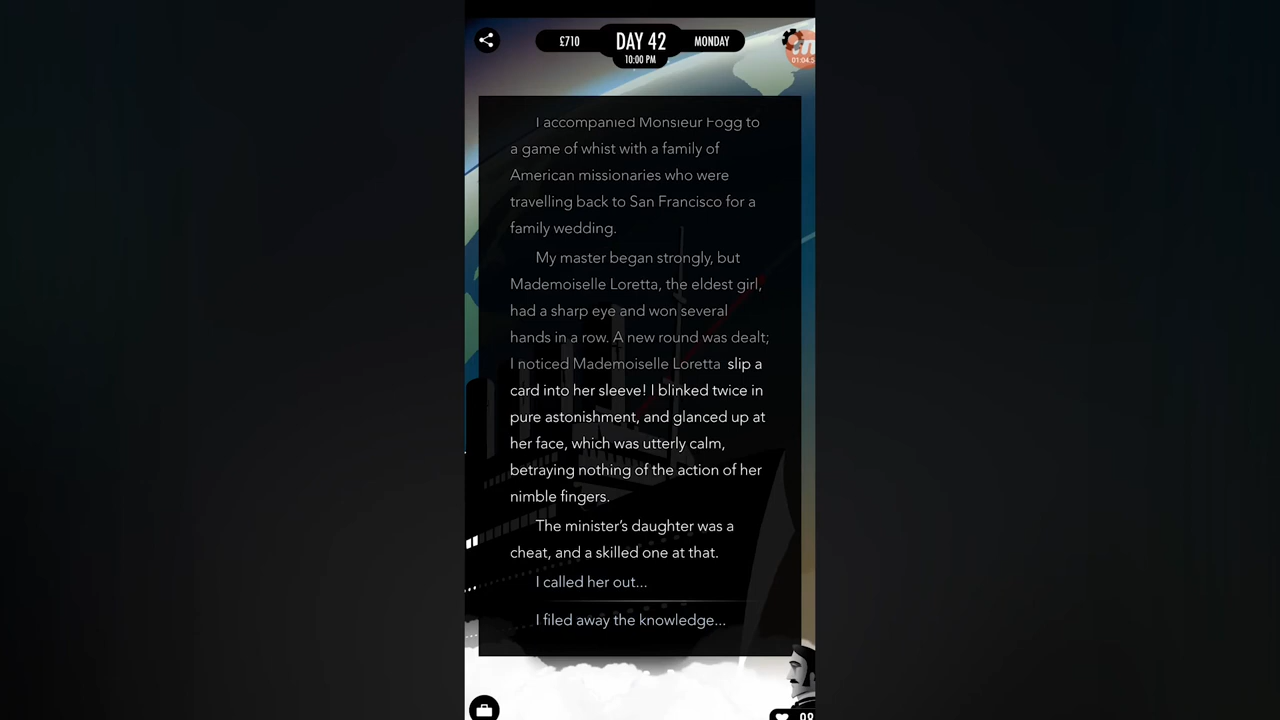 £710
DAY 42
MONDAY
10:00 PM
01:04:5
I accompanied Monsieur Fogg to
a game of whist with a family of
American missionaries who were
travelling back to San Francisco for a
family wedding.
My master began strongly, but
Mademoiselle Loretta, the eldest girl,
had a sharp eye and won several
hands in a row. A new round was dealt;
I noticed Mademoiselle Loretta slip a
card into her sleeve! I blinked twice in
pure astonishment, and glanced up at
her face, which was utterly calm,
betraying nothing of the action of her
nimble fingers.
The minister’s daughter was a
cheat, and a skilled one at that.
I called her out...
I filed away the knowledge...